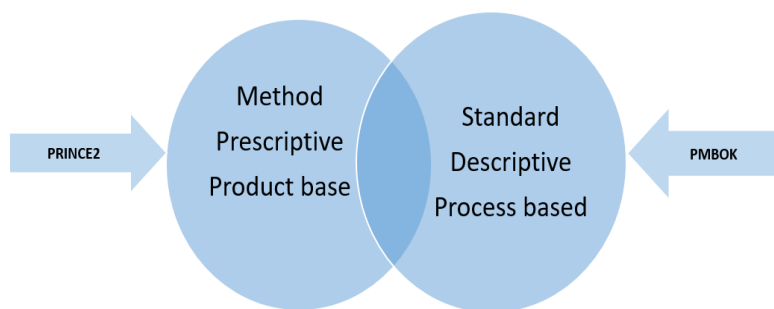 PRINCE2
Method
Prescriptive
Product base
Standard
Descriptive
Process based
PMBOK